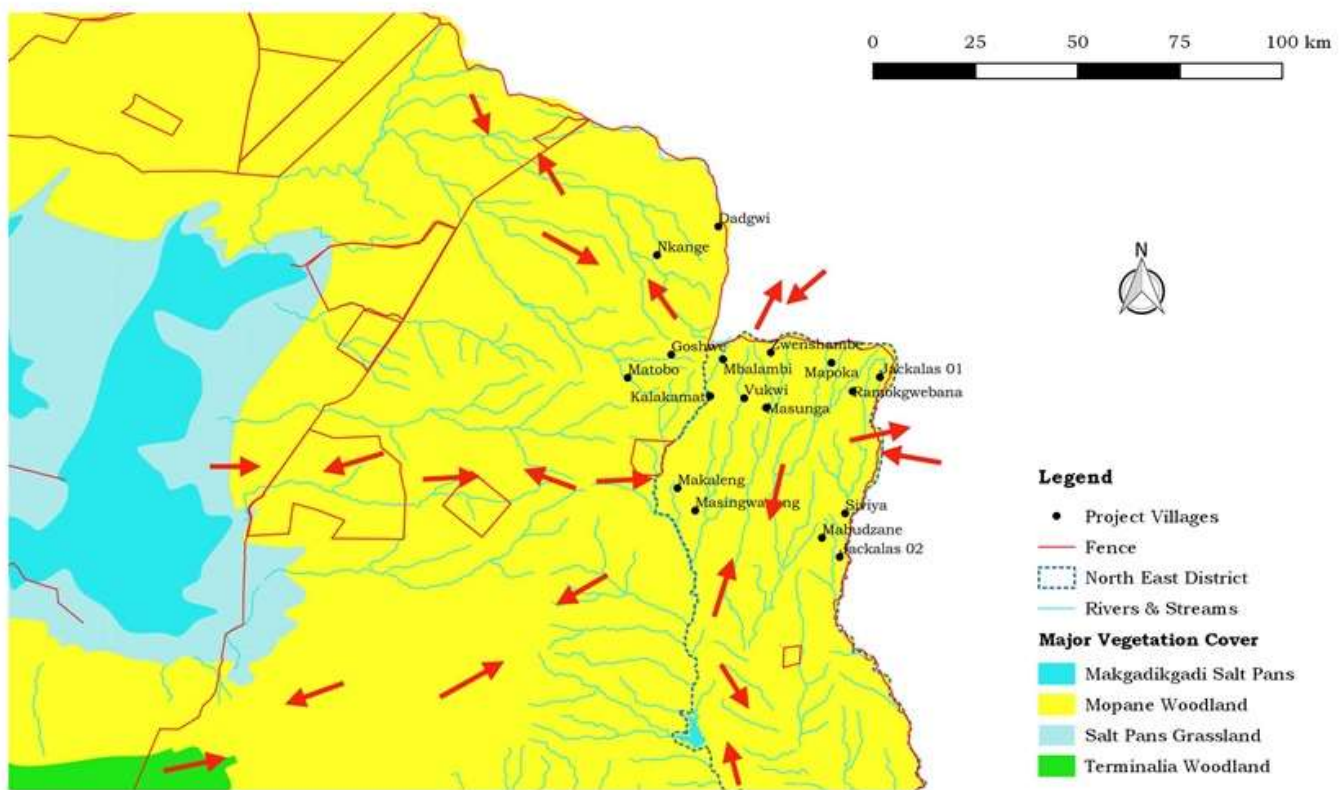 0 25 50 75 100 km
N
Dadgwi
Nkange
Goshwe
Zwenshambe
Mbalambi
Mapoka
Jackalas 01
Matobo
Kalakamat
Vukwi
Ramokgwebana
Masunga
Makaleng
Masingwaneng
Siviya
Mabudzane
Jackalas 02
Legend
Project Villages
Fence
North East District
Rivers & Streams
Major Vegetation Cover
Makgadikgadi Salt Pans
Mopane Woodland
Salt Pans Grassland
Terminalia Woodland